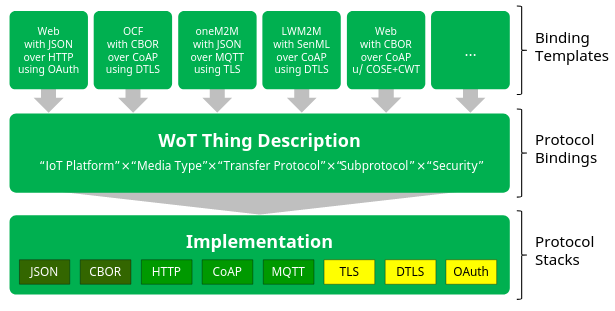 Web
with JSON
over HTTP
using OAuth
OCF
with CBOR
over CoAP
using DTLS
oneM2M
with JSON
over MQTT
using TLS
LWM2M
with SenML
over CoAP
using DTLS
Web
with CBOR
over CoAP
u/ COSE+CWT
...
Binding
Templates
WoT Thing Description
“IoT Platform”×“Media Type”×“Transfer Protocol”×“Subprotocol”×“Security”
Protocol
Bindings
Implementation
JSON CBOR HTTP CoAP MQTT TLS DTLS OAuth
Protocol
Stacks